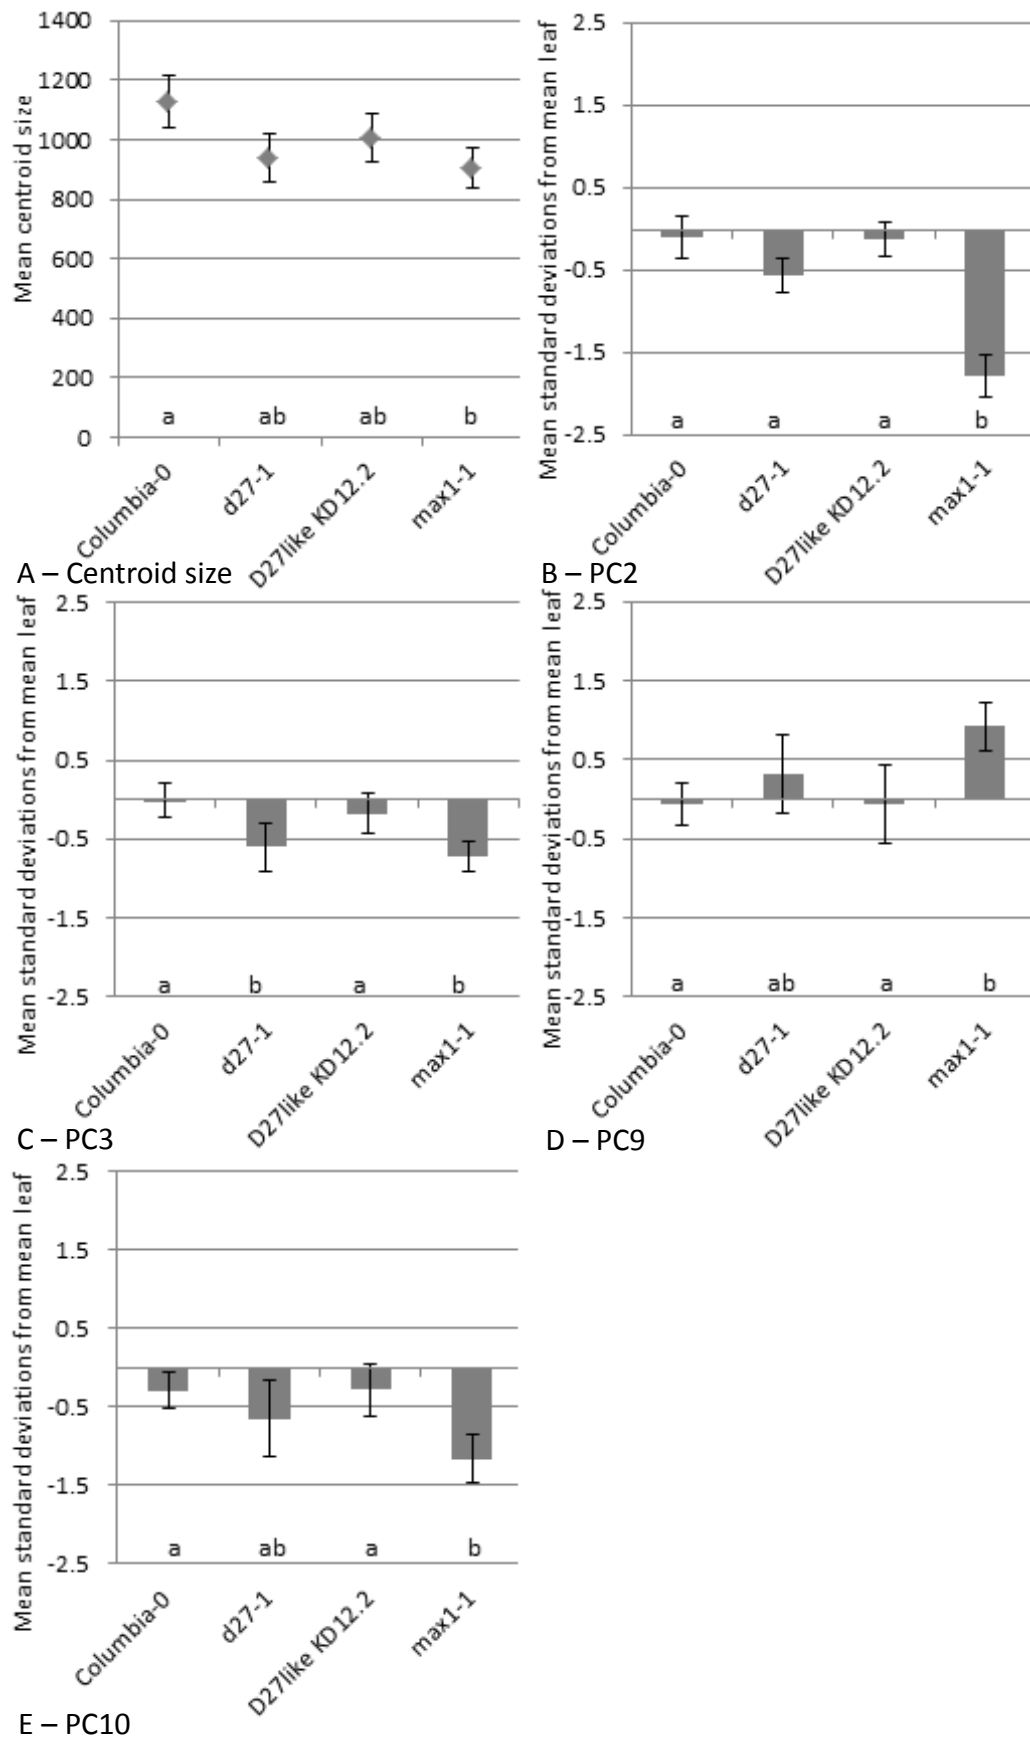 Mean centroid size
1400
1200
1000
800
600
400
200
0
a ab ab b
Columbia-0
d27-1
D27like KD12.2
max1-1
A – Centroid size
Mean standard deviations from mean leaf
2.5
1.5
0.5
-0.5
-1.5
-2.5
a a a b
Columbia-0
d27-1
D27like KD12.2
max1-1
B – PC2
Mean standard deviations from mean leaf
2.5
1.5
0.5
-0.5
-1.5
-2.5
a b a b
Columbia-0
d27-1
D27like KD12.2
max1-1
C – PC3
Mean standard deviations from mean leaf
2.5
1.5
0.5
-0.5
-1.5
-2.5
a ab a b
Columbia-0
d27-1
D27like KD12.2
max1-1
D – PC9
Mean standard deviations from mean leaf
2.5
1.5
0.5
-0.5
-1.5
-2.5
a ab a b
Columbia-0
d27-1
D27like KD12.2
max1-1
E – PC10